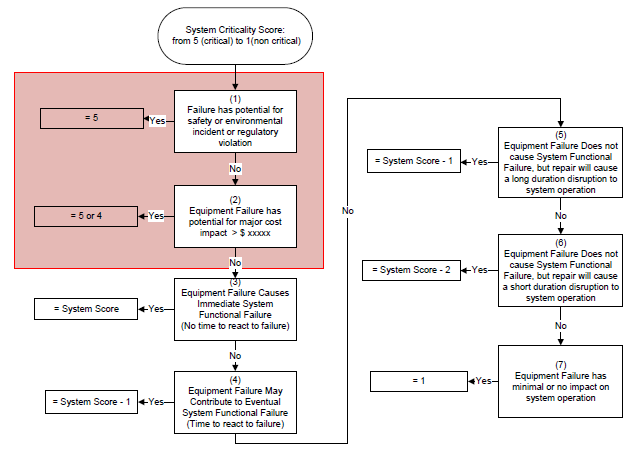 System Criticality Score:
from 5 (critical) to 1(non critical)
(1)
Failure has potential for
safety or environmental
incident or regulatory
violation
Yes
= 5
No
(2)
Equipment Failure has
potential for major cost
impact > $ xxxxx
Yes
= 5 or 4
No
(3)
Equipment Failure Causes
Immediate System
Functional Failure
(No time to react to failure)
Yes
= System Score
No
(4)
Equipment Failure May
Contribute to Eventual
System Functional Failure
(Time to react to failure)
Yes
= System Score - 1
No
(5)
Equipment Failure Does not
cause System Functional
Failure, but repair will cause
a long duration disruption to
system operation
Yes
= System Score - 1
No
(6)
Equipment Failure Does not
cause System Functional
Failure, but repair will cause
a short duration disruption to
system operation
Yes
= System Score - 2
No
(7)
Equipment Failure has
minimal or no impact on
system operation
Yes
= 1